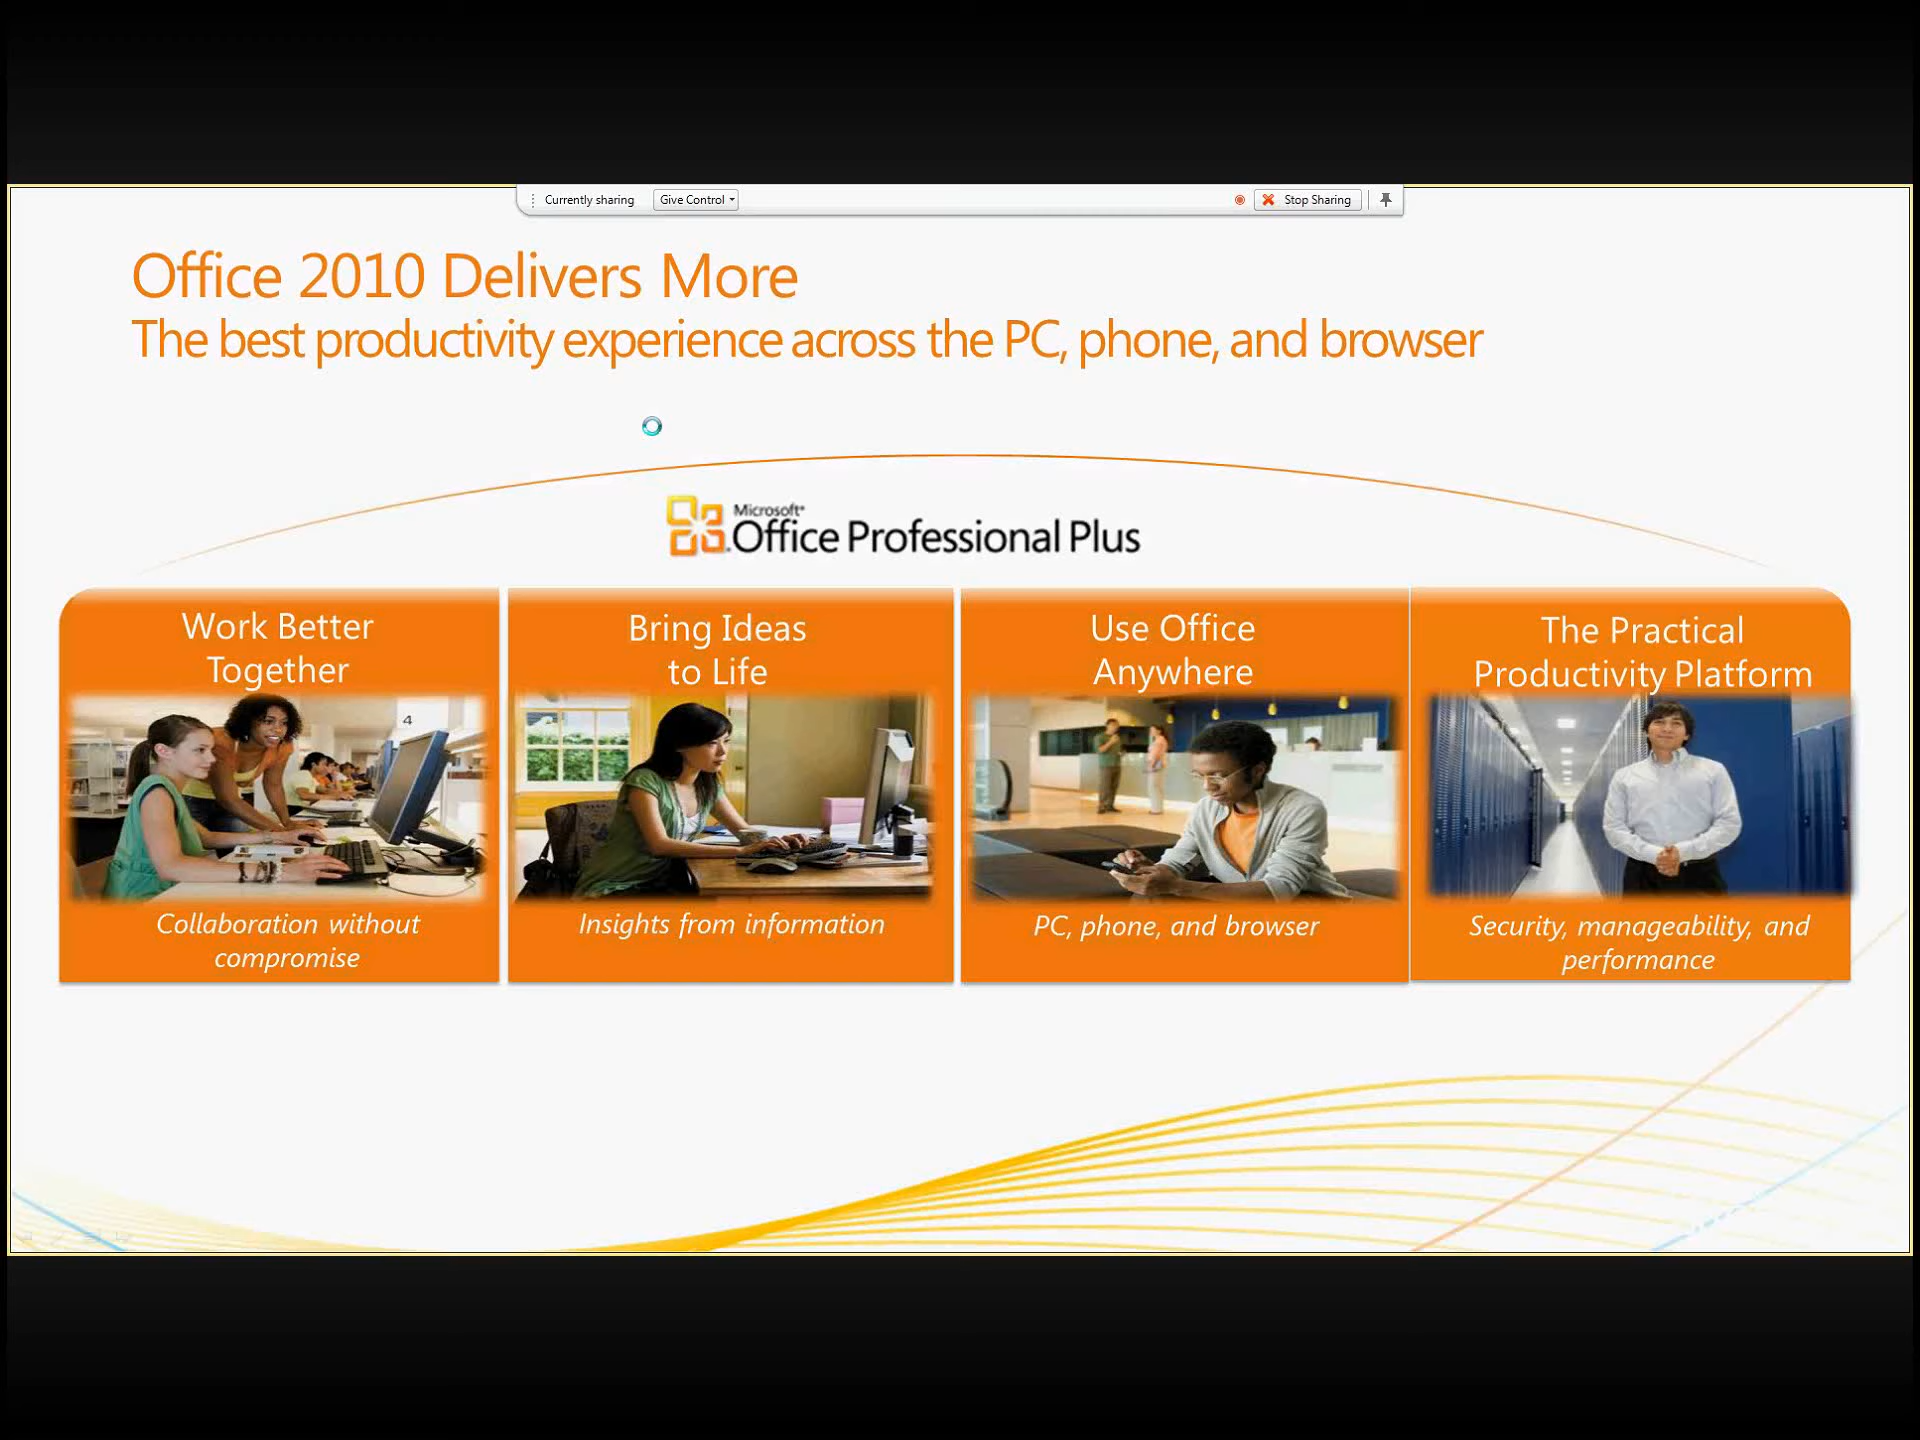 Currently sharing
Give Control
Stop Sharing
Office 2010 Delivers More
The best productivity experience across the PC, phone, and browser
Microsoft®
Office Professional Plus
Work Better
Together
Bring Ideas
to Life
Use Office
Anywhere
The Practical
Productivity Platform
4
Collaboration without
compromise
Insights from information
PC, phone, and browser
Security, manageability, and
performance